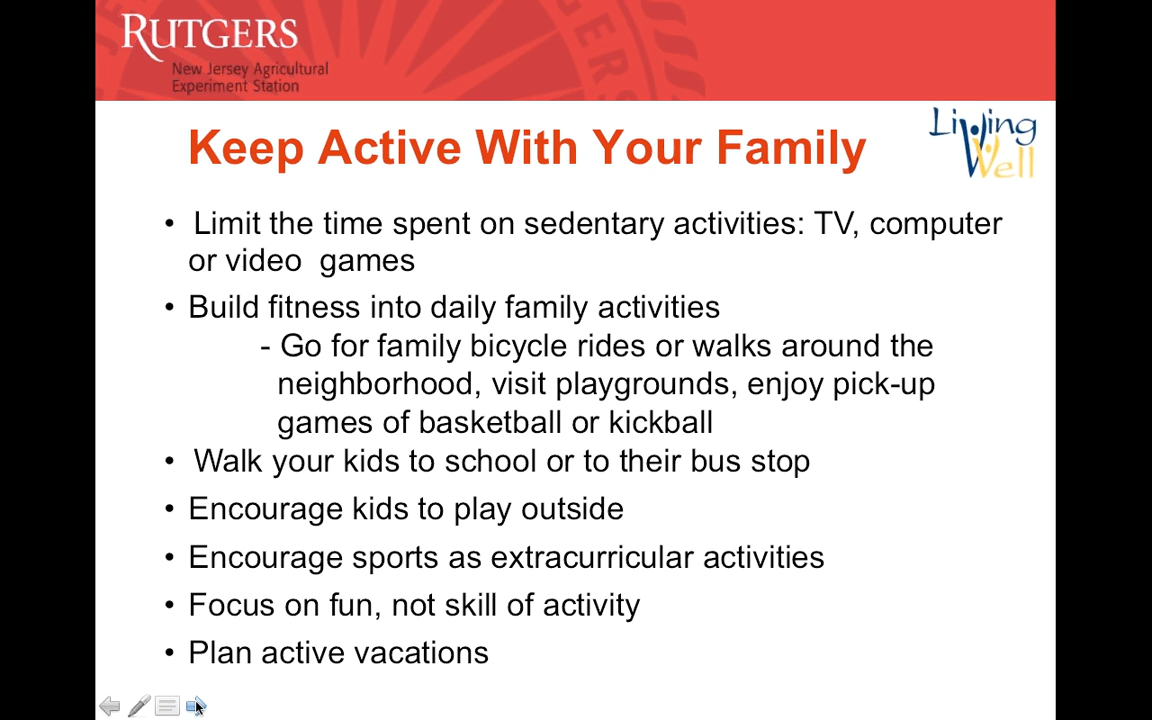 RUTGERS
New Jersey Agricultural
Experiment Station
Living
Well
Keep Active With Your Family
• Limit the time spent on sedentary activities: TV, computer
or video games
• Build fitness into daily family activities
- Go for family bicycle rides or walks around the
neighborhood, visit playgrounds, enjoy pick-up
games of basketball or kickball
• Walk your kids to school or to their bus stop
• Encourage kids to play outside
• Encourage sports as extracurricular activities
• Focus on fun, not skill of activity
• Plan active vacations